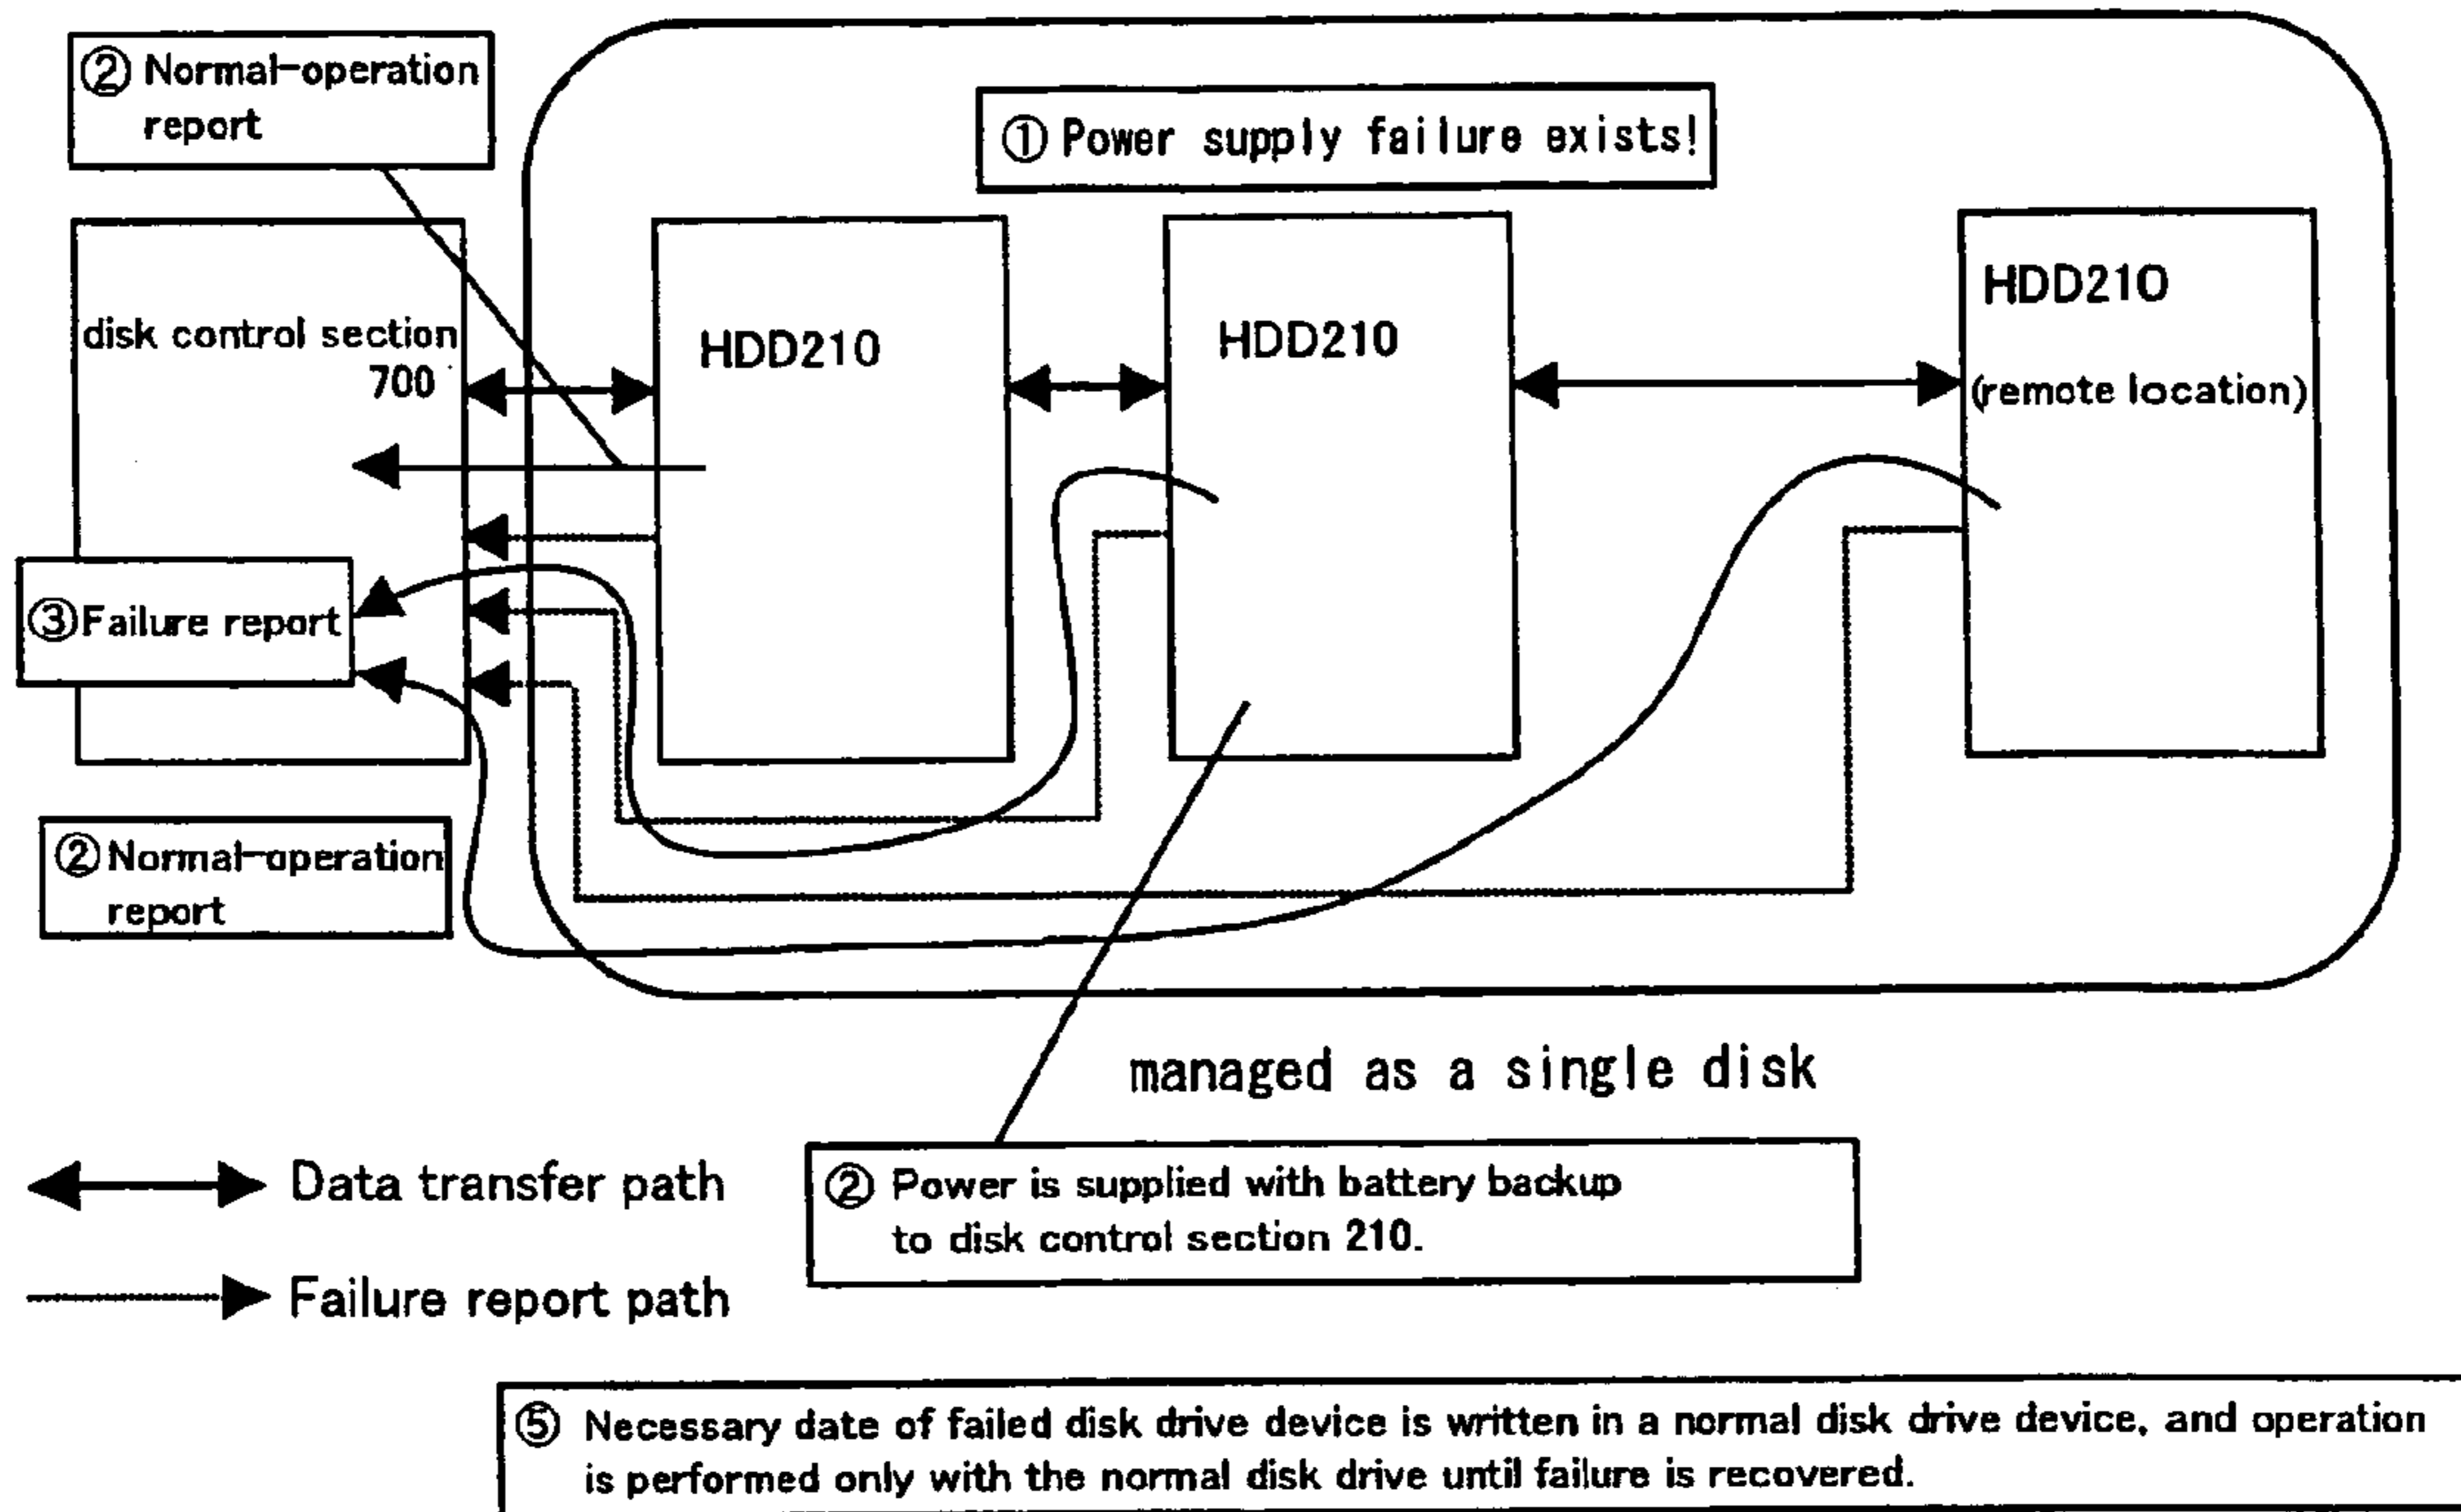 ② Normal-operation
report
① Power supply failure exists!
disk control section
700
HDD210
HDD210
HDD210
(remote location)
③Failure report
②Normal-operation
report
managed as a single disk
Data transfer path
② Power is supplied with battery backup
to disk control section 210.
Failure report path
⑤ Necessary date of failed disk drive device is written in a normal disk drive device, and operation
is performed only with the normal disk drive until failure is recovered.